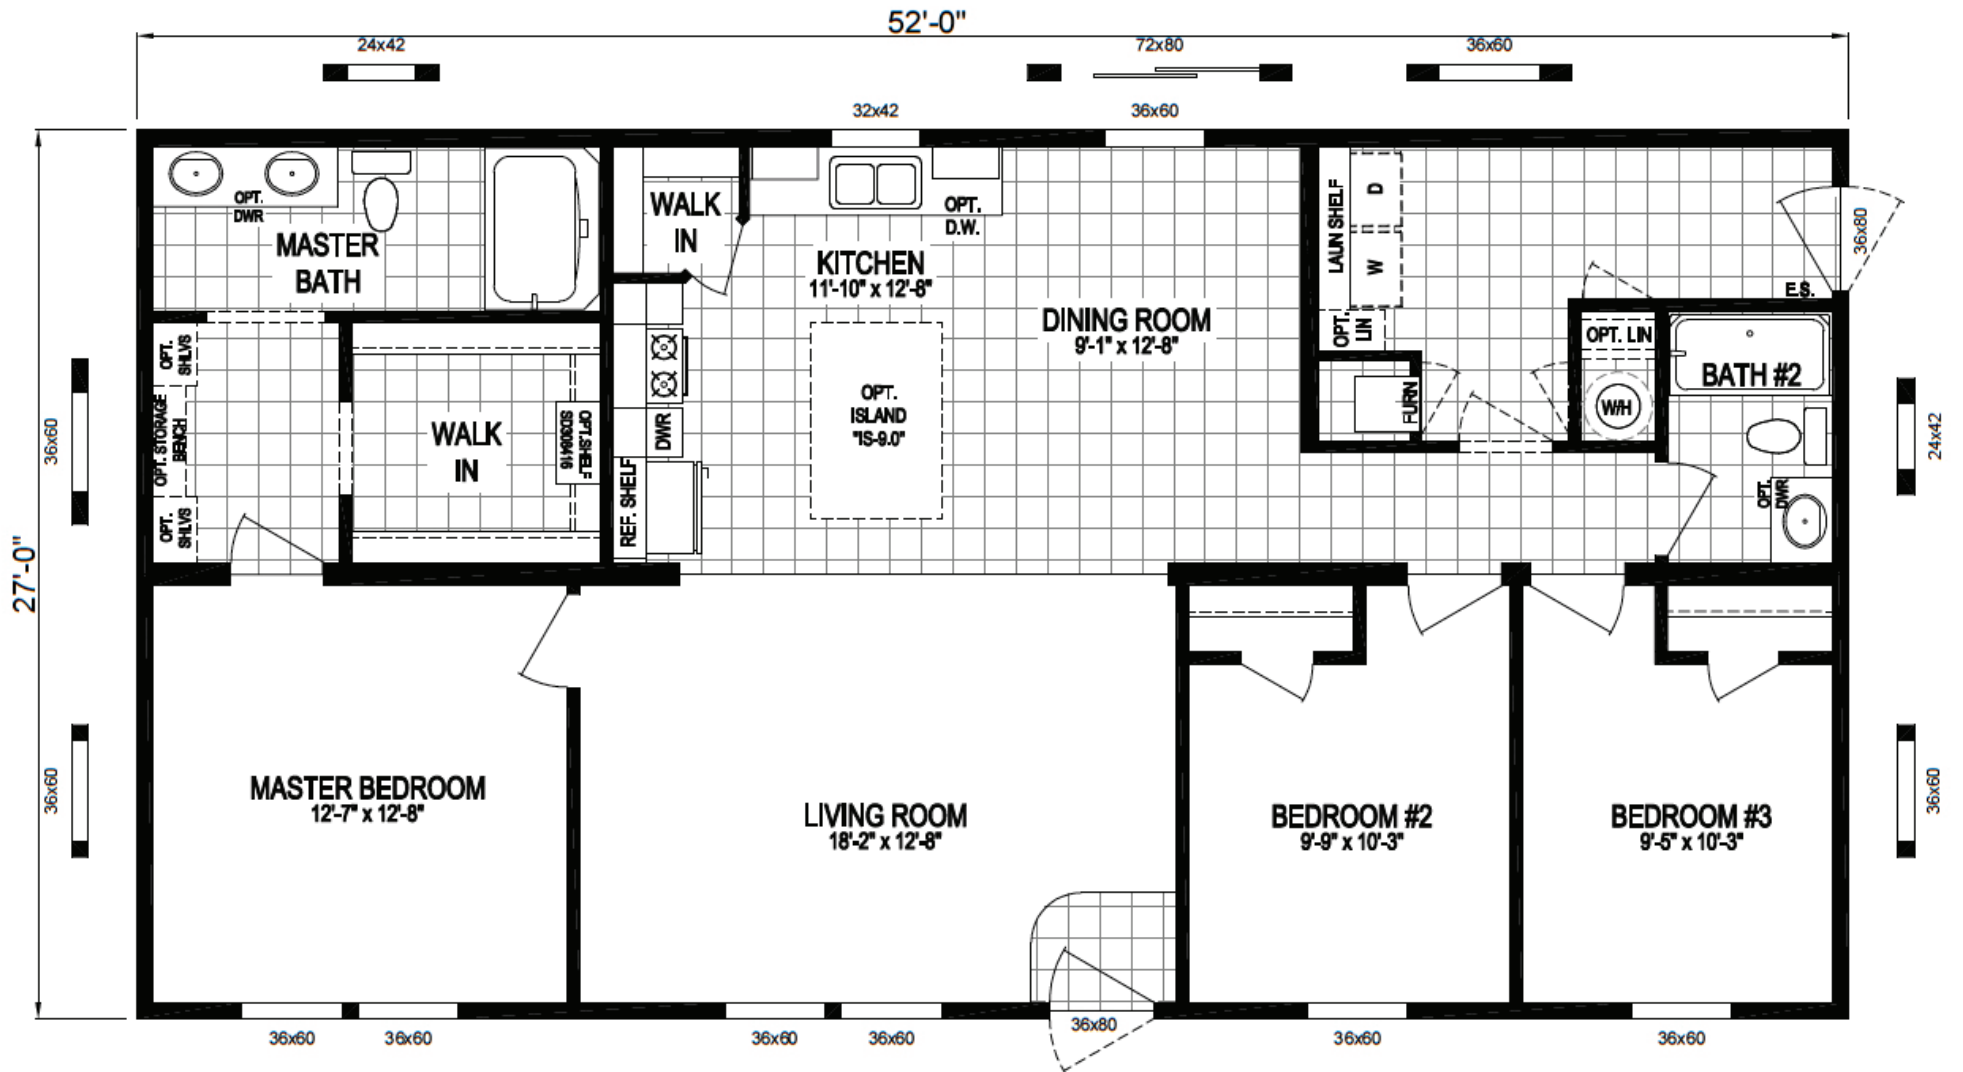 52'-0"
24x42
72x80
36x60
32x42
36x60
OPT.
DWR
MASTER
BATH
WALK
IN
OPT.
D.W.
KITCHEN
11'-10" x 12'-8"
DINING ROOM
9'-1" x 12'-8"
LAUN SHELF
D
W
OPT.
LIN
36x80
E.S.
OPT. LIN
BATH #2
FURN
W/H
OPT.
SHLVS
OPT. STORAGE
BENCH
OPT.
SHLVS
WALK
IN
OPT.SHELF
SD308416
DWR
REF. SHELF
OPT.
ISLAND
"IS-9.0"
OPT.
DWR
36x60
24x42
27'-0"
MASTER BEDROOM
12'-7" x 12'-8"
LIVING ROOM
18'-2" x 12'-8"
BEDROOM #2
9'-9" x 10'-3"
BEDROOM #3
9'-5" x 10'-3"
36x60
36x60
36x60
36x60
36x60
36x60
36x80
36x60
36x60